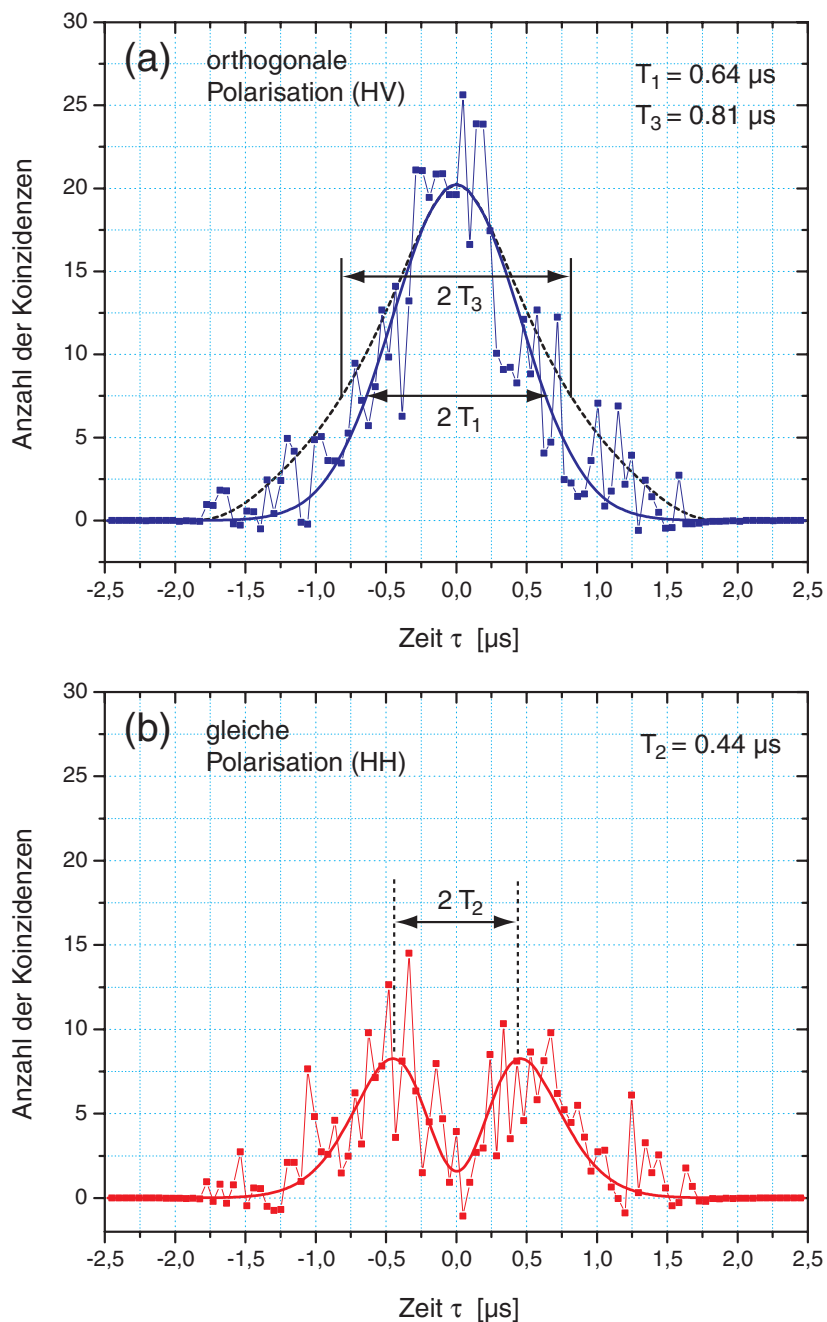 30
25
20
15
10
5
0
Anzahl der Koinzidenzen
(a) orthogonale
Polarisation (HV)
T₁ = 0.64 µs
T₃ = 0.81 µs
2 T₃
2 T₁
-2,5 -2,0 -1,5 -1,0 -0,5 0,0 0,5 1,0 1,5 2,0 2,5
Zeit τ [µs]
30
25
20
15
10
5
0
Anzahl der Koinzidenzen
(b) gleiche
Polarisation (HH)
T₂ = 0.44 µs
2 T₂
-2,5 -2,0 -1,5 -1,0 -0,5 0,0 0,5 1,0 1,5 2,0 2,5
Zeit τ [µs]